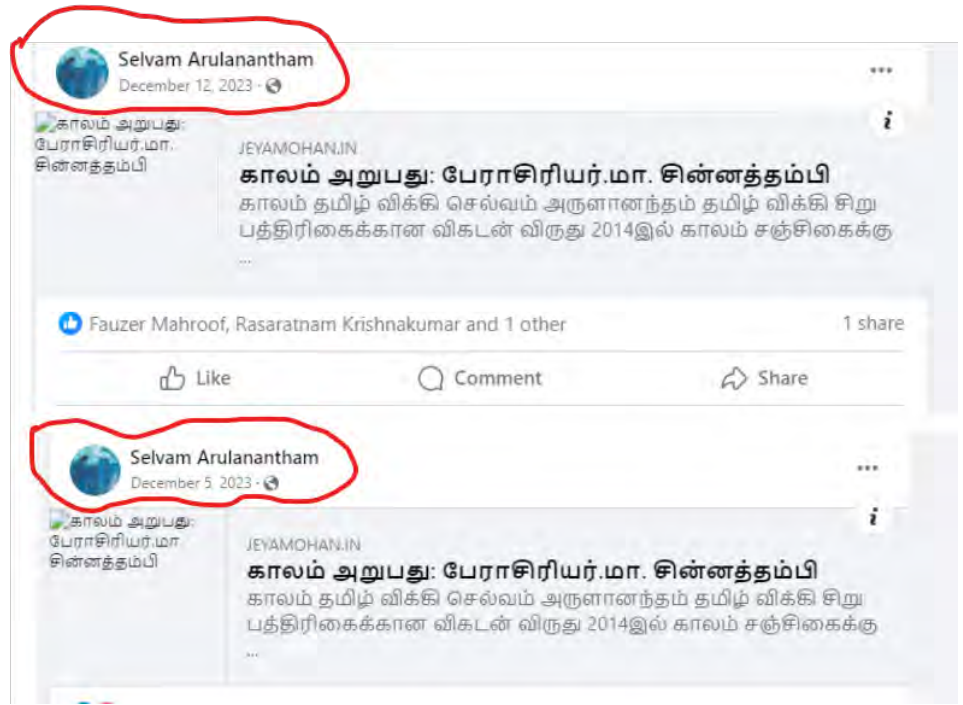 Selvam Arulanantham
December 12, 2023 ·
காலம் அறுபது:
பேராசிரியர்.மா.
சின்னத்தம்பி
JEYAMOHAN.IN
காலம் அறுபது: பேராசிரியர்.மா. சின்னத்தம்பி
காலம் தமிழ் விக்கி செல்வம் அருளானந்தம் தமிழ் விக்கி சிறு
பத்திரிகைக்கான விகடன் விருது 2014இல் காலம் சஞ்சிகைக்கு
...
Fauzer Mahroof, Rasaratnam Krishnakumar and 1 other
1 share
Like
Comment
Share
Selvam Arulanantham
December 5, 2023 ·
காலம் அறுபது:
பேராசிரியர்.மா
சின்னத்தம்பி
JEYAMOHAN.IN
காலம் அறுபது: பேராசிரியர்.மா. சின்னத்தம்பி
காலம் தமிழ் விக்கி செல்வம் அருளானந்தம் தமிழ் விக்கி சிறு
பத்திரிகைக்கான விகடன் விருது 2014இல் காலம் சஞ்சிகைக்கு
...